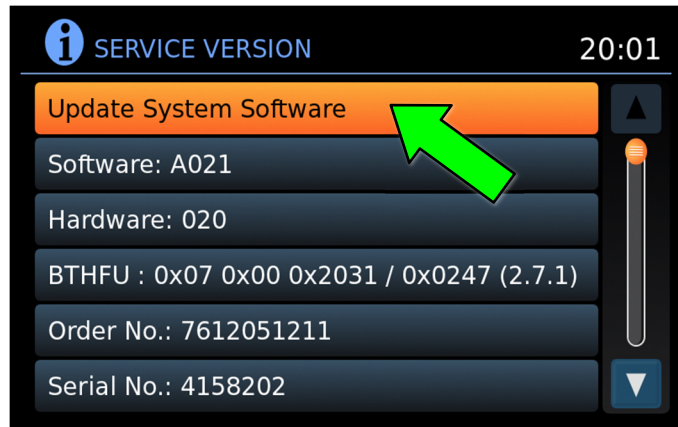 i SERVICE VERSION 20:01
Update System Software
Software: A021
Hardware: 020
BTHFU : 0x07 0x00 0x2031 / 0x0247 (2.7.1)
Order No.: 7612051211
Serial No.: 4158202